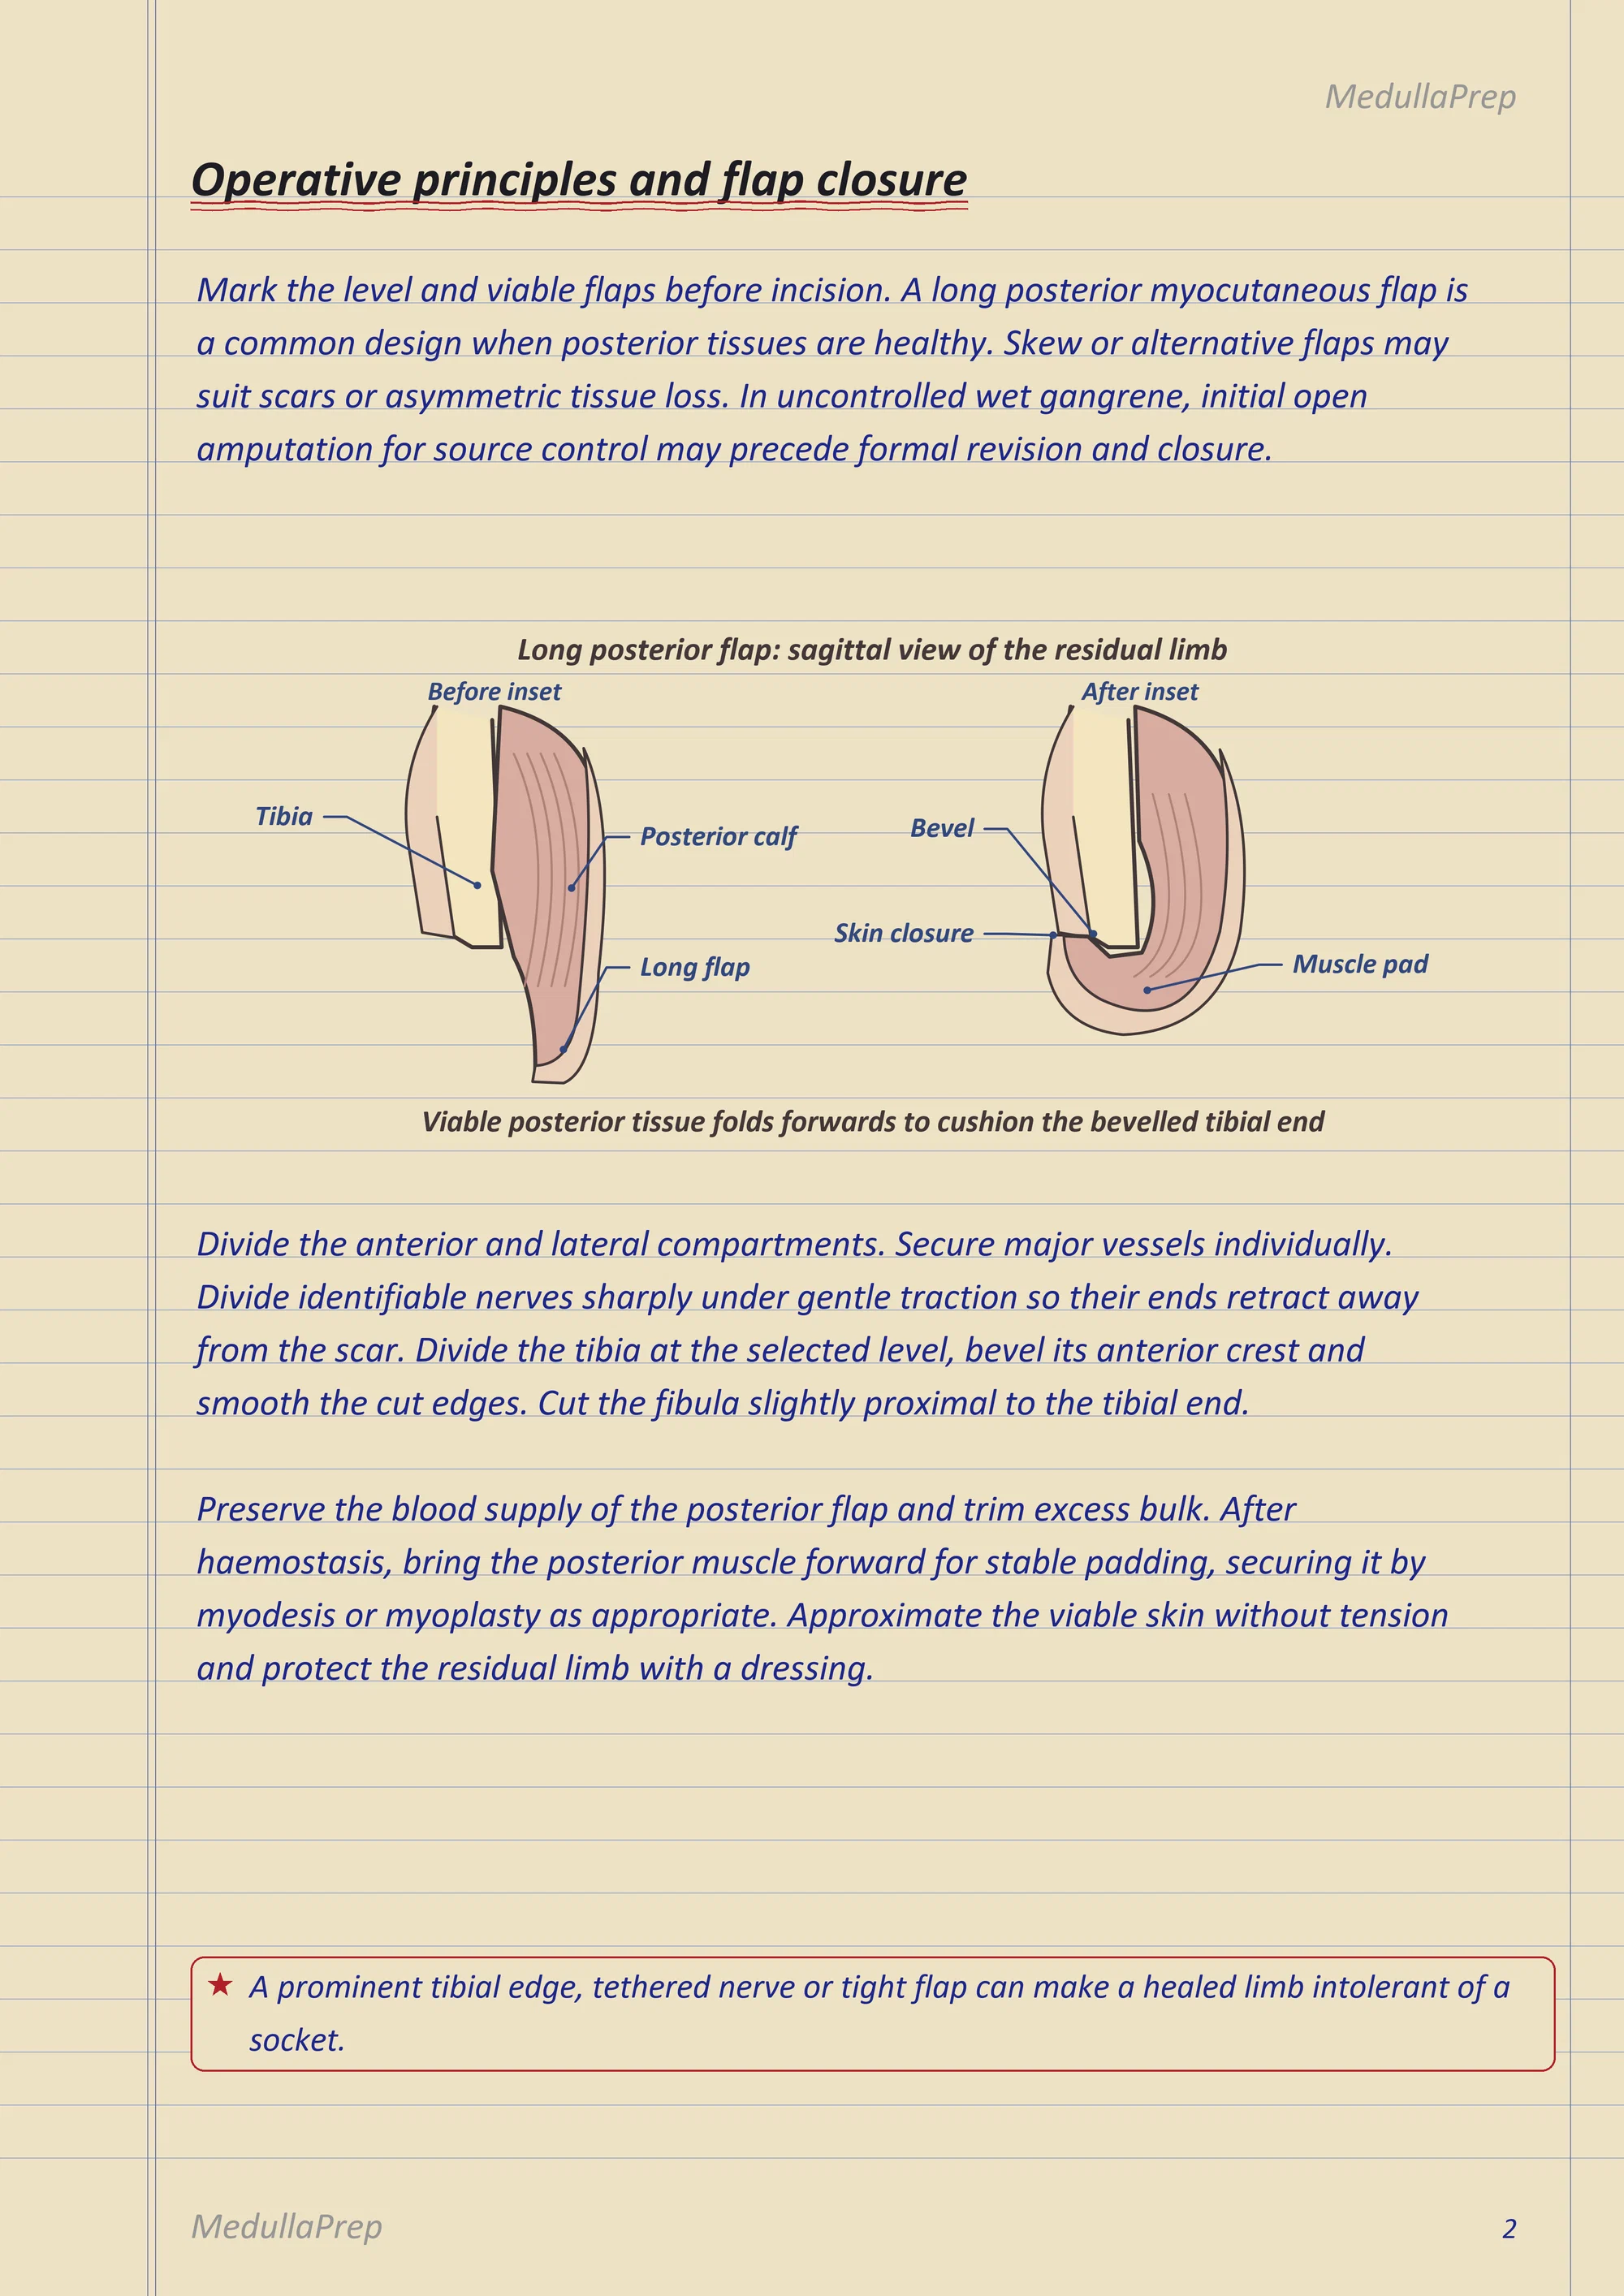 MedullaPrep
Operative principles and flap closure
Mark the level and viable flaps before incision. A long posterior myocutaneous flap is
a common design when posterior tissues are healthy. Skew or alternative flaps may
suit scars or asymmetric tissue loss. In uncontrolled wet gangrene, initial open
amputation for source control may precede formal revision and closure.
Long posterior flap: sagittal view of the residual limb
Before inset
After inset
Tibia
Posterior calf
Bevel
Skin closure
Long flap
Muscle pad
Viable posterior tissue folds forwards to cushion the bevelled tibial end
Divide the anterior and lateral compartments. Secure major vessels individually.
Divide identifiable nerves sharply under gentle traction so their ends retract away
from the scar. Divide the tibia at the selected level, bevel its anterior crest and
smooth the cut edges. Cut the fibula slightly proximal to the tibial end.
Preserve the blood supply of the posterior flap and trim excess bulk. After
haemostasis, bring the posterior muscle forward for stable padding, securing it by
myodesis or myoplasty as appropriate. Approximate the viable skin without tension
and protect the residual limb with a dressing.
★ A prominent tibial edge, tethered nerve or tight flap can make a healed limb intolerant of a
socket.
MedullaPrep
2